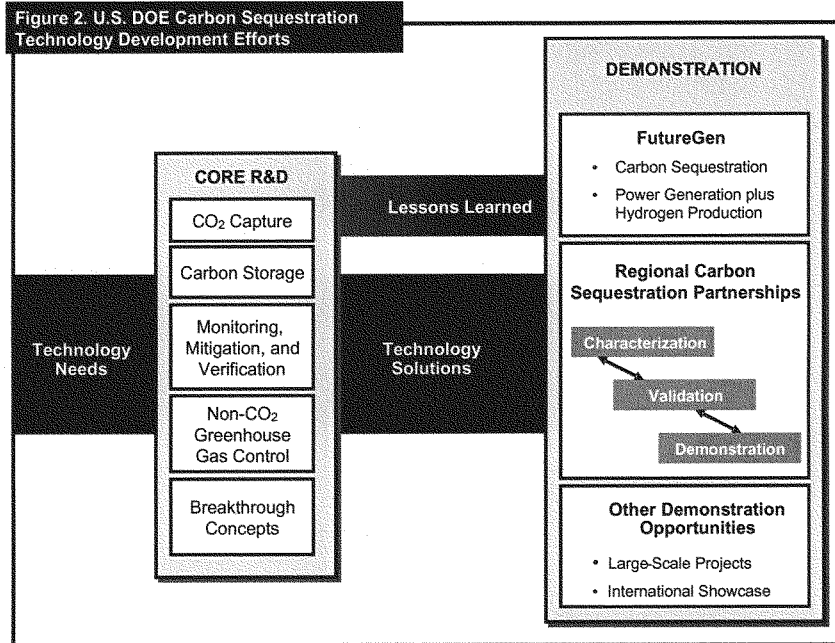 Figure 2. U.S. DOE Carbon Sequestration
Technology Development Efforts
Technology
Needs
CORE R&D
CO₂ Capture
Carbon Storage
Monitoring,
Mitigation, and
Verification
Non-CO₂
Greenhouse
Gas Control
Breakthrough
Concepts
Lessons Learned
Technology
Solutions
DEMONSTRATION
FutureGen
• Carbon Sequestration
• Power Generation plus
Hydrogen Production
Regional Carbon
Sequestration Partnerships
Characterization
Validation
Demonstration
Other Demonstration
Opportunities
• Large-Scale Projects
• International Showcase